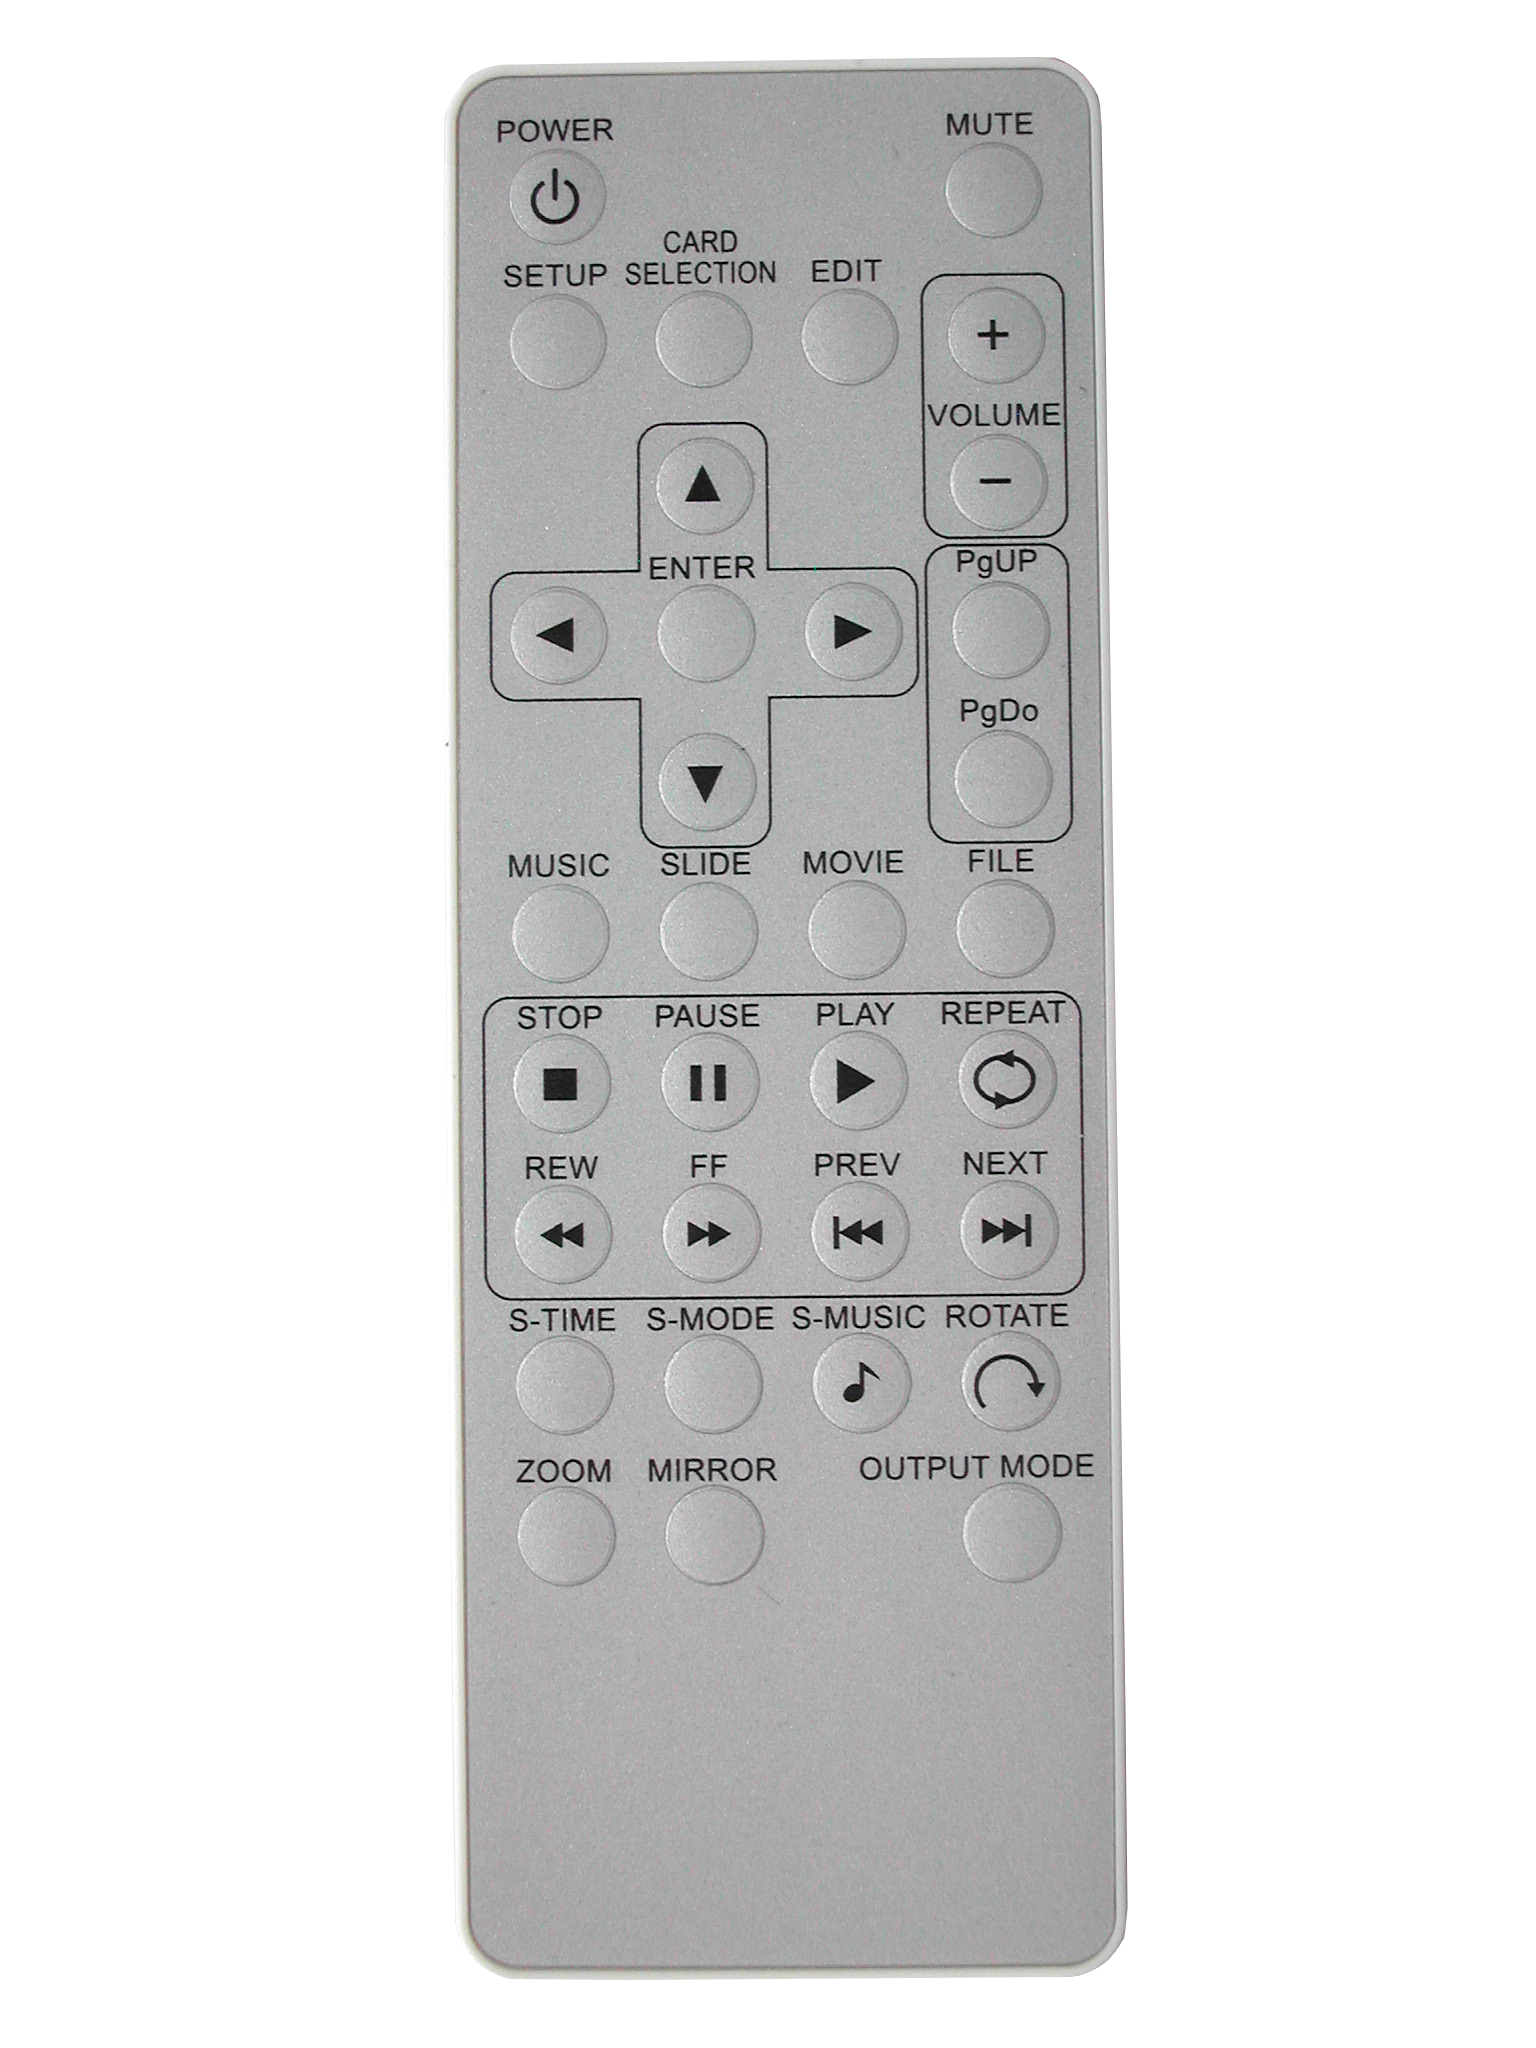 POWER MUTE
CARD
SETUP SELECTION EDIT
+
VOLUME
−
PgUP
ENTER
PgDo
MUSIC SLIDE MOVIE FILE
STOP PAUSE PLAY REPEAT
REW FF PREV NEXT
S-TIME S-MODE S-MUSIC ROTATE
ZOOM MIRROR OUTPUT MODE